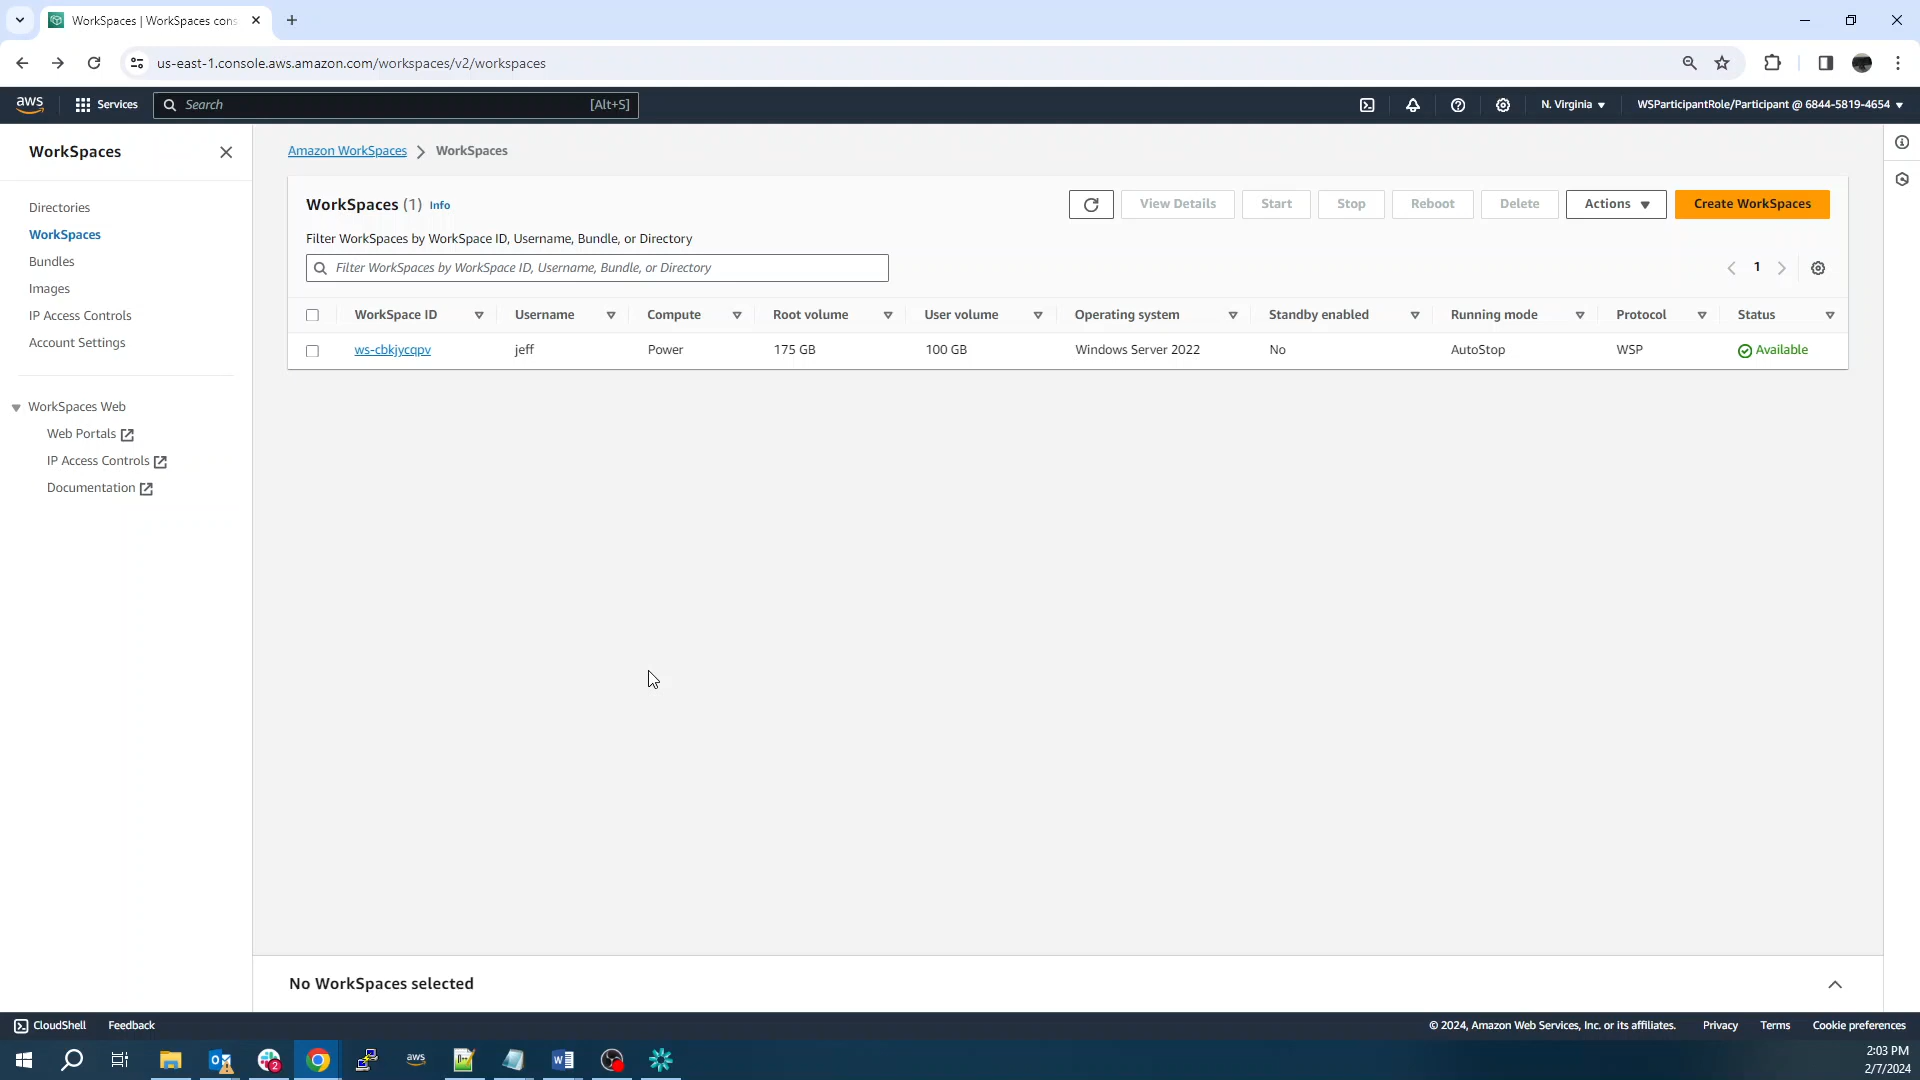 WorkSpaces | WorkSpaces cons
us-east-1.console.aws.amazon.com/workspaces/v2/workspaces
aws Services Search [Alt+S] N. Virginia WSParticipantRole/Participant @ 6844-5819-4654
WorkSpaces
Directories
WorkSpaces
Bundles
Images
IP Access Controls
Account Settings
WorkSpaces Web
Web Portals
IP Access Controls
Documentation
Amazon WorkSpaces WorkSpaces
WorkSpaces (1) Info View Details Start Stop Reboot Delete Actions Create WorkSpaces
Filter WorkSpaces by WorkSpace ID, Username, Bundle, or Directory
Filter WorkSpaces by WorkSpace ID, Username, Bundle, or Directory 1
WorkSpace ID Username Compute Root volume User volume Operating system Standby enabled Running mode Protocol Status
ws-cbkjycqpv jeff Power 175 GB 100 GB Windows Server 2022 No AutoStop WSP Available
No WorkSpaces selected
CloudShell Feedback © 2024, Amazon Web Services, Inc. or its affiliates. Privacy Terms Cookie preferences
2 aws W
2:03 PM
2/7/2024